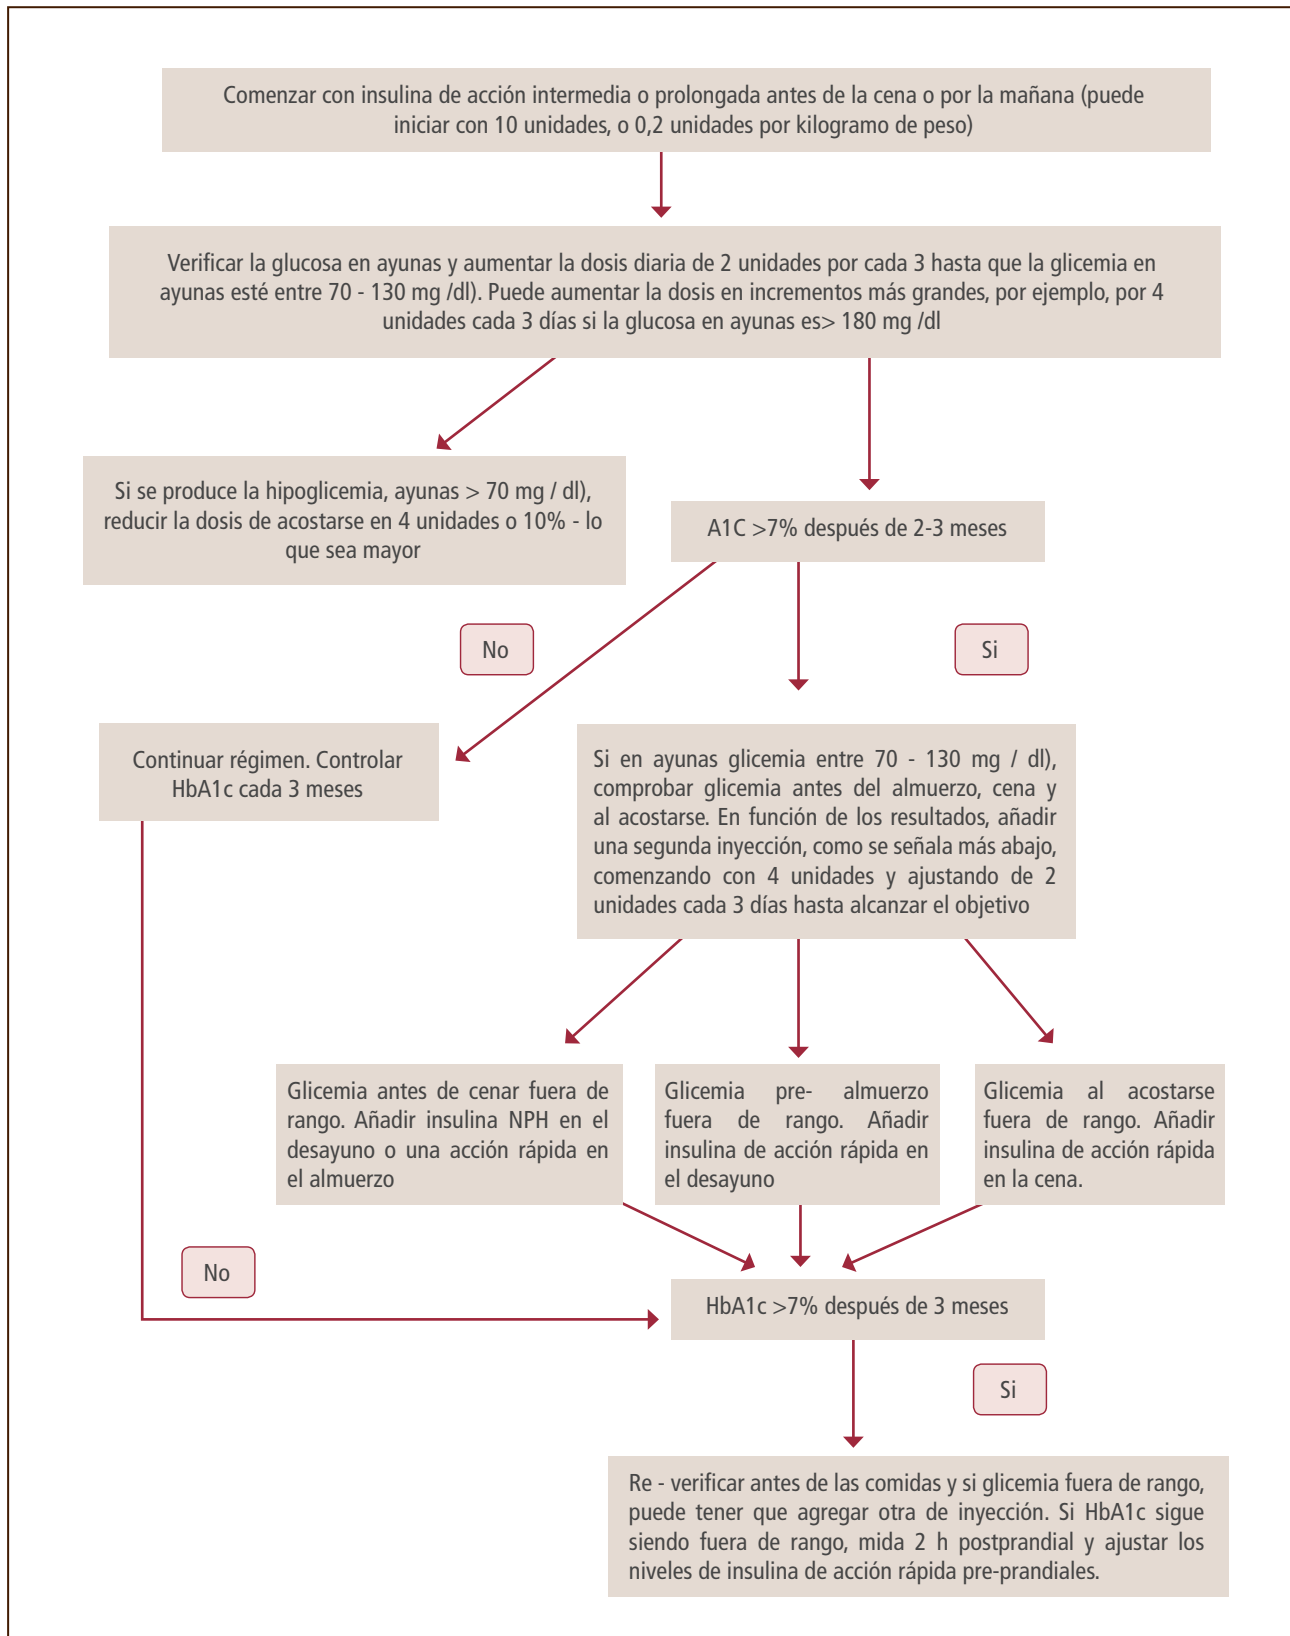 Comenzar con insulina de acción intermedia o prolongada antes de la cena o por la mañana (puede
iniciar con 10 unidades, o 0,2 unidades por kilogramo de peso)
Verificar la glucosa en ayunas y aumentar la dosis diaria de 2 unidades por cada 3 hasta que la glicemia en
ayunas esté entre 70 - 130 mg /dl). Puede aumentar la dosis en incrementos más grandes, por ejemplo, por 4
unidades cada 3 días si la glucosa en ayunas es> 180 mg /dl
Si se produce la hipoglicemia, ayunas > 70 mg / dl),
reducir la dosis de acostarse en 4 unidades o 10% - lo
que sea mayor
A1C >7% después de 2-3 meses
No
Si
Continuar régimen. Controlar
HbA1c cada 3 meses
Si en ayunas glicemia entre 70 - 130 mg / dl),
comprobar glicemia antes del almuerzo, cena y
al acostarse. En función de los resultados, añadir
una segunda inyección, como se señala más abajo,
comenzando con 4 unidades y ajustando de 2
unidades cada 3 días hasta alcanzar el objetivo
Glicemia antes de cenar fuera de
rango. Añadir insulina NPH en el
desayuno o una acción rápida en
el almuerzo
Glicemia pre- almuerzo
fuera de rango. Añadir
insulina de acción rápida en
el desayuno
Glicemia al acostarse
fuera de rango. Añadir
insulina de acción rápida
en la cena.
No
HbA1c >7% después de 3 meses
Si
Re - verificar antes de las comidas y si glicemia fuera de rango,
puede tener que agregar otra de inyección. Si HbA1c sigue
siendo fuera de rango, mida 2 h postprandial y ajustar los
niveles de insulina de acción rápida pre-prandiales.